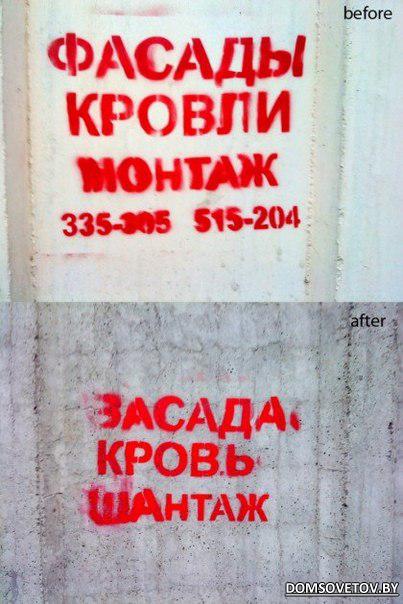 before
ФАСАДЫ
КРОВЛИ
МОНТАЖ
335-305 515-204
after
ЗАСАДА.
КРОВЬ
ШАНТАЖ
DOMSOVETOV.BY